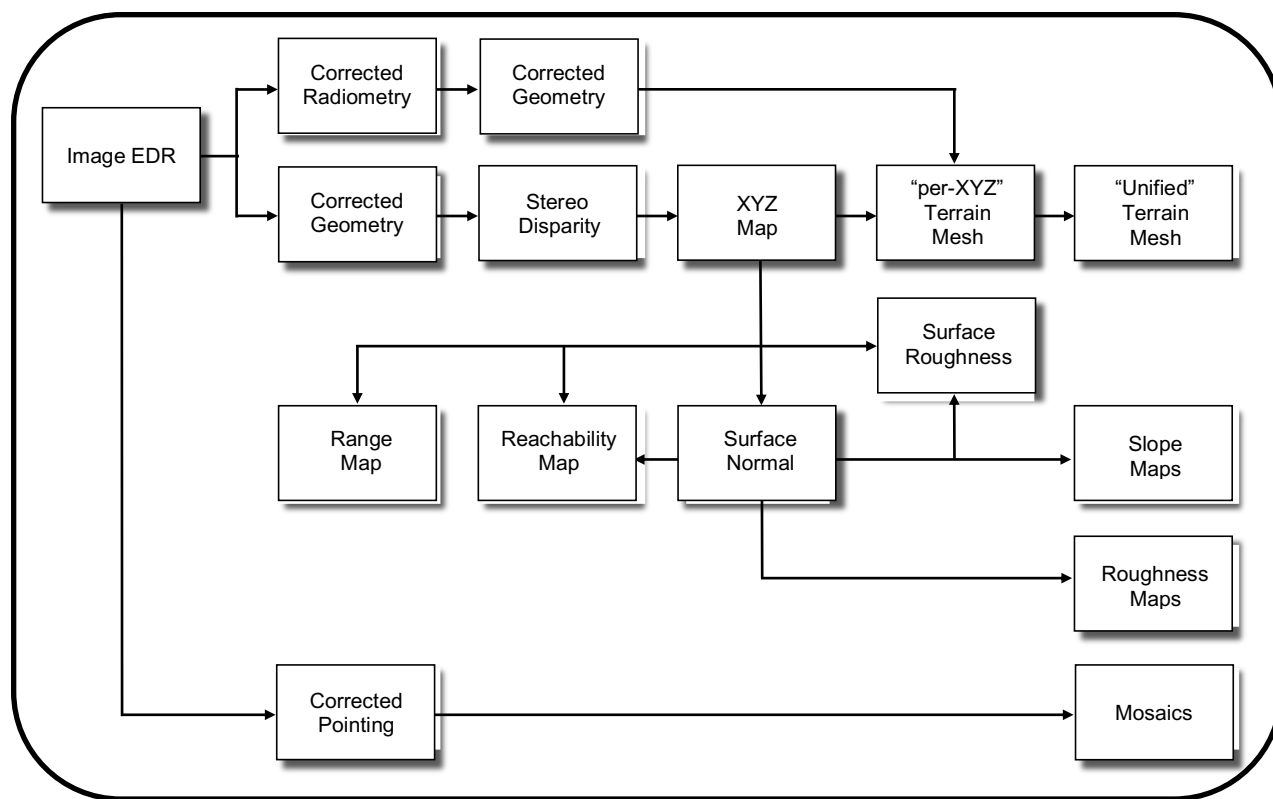 Corrected
Radiometry
Corrected
Geometry
Image EDR
Corrected
Geometry
Stereo
Disparity
XYZ
Map
“per-XYZ”
Terrain
Mesh
“Unified”
Terrain
Mesh
Surface
Roughness
Range
Map
Reachability
Map
Surface
Normal
Slope
Maps
Roughness
Maps
Corrected
Pointing
Mosaics